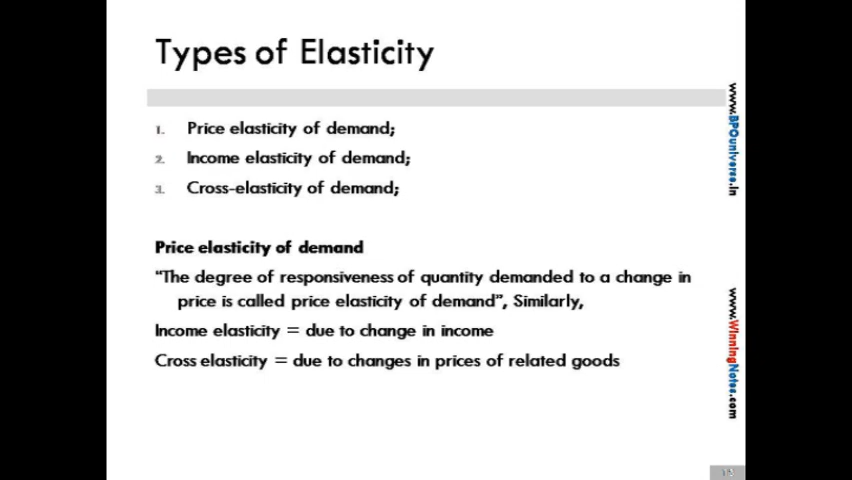 Types of Elasticity
1. Price elasticity of demand;
2. Income elasticity of demand;
3. Cross-elasticity of demand;
Price elasticity of demand
“The degree of responsiveness of quantity demanded to a change in
price is called price elasticity of demand”, Similarly,
Income elasticity = due to change in income
Cross elasticity = due to changes in prices of related goods
www.BPOuniverse.in
www.WinningNotes.com